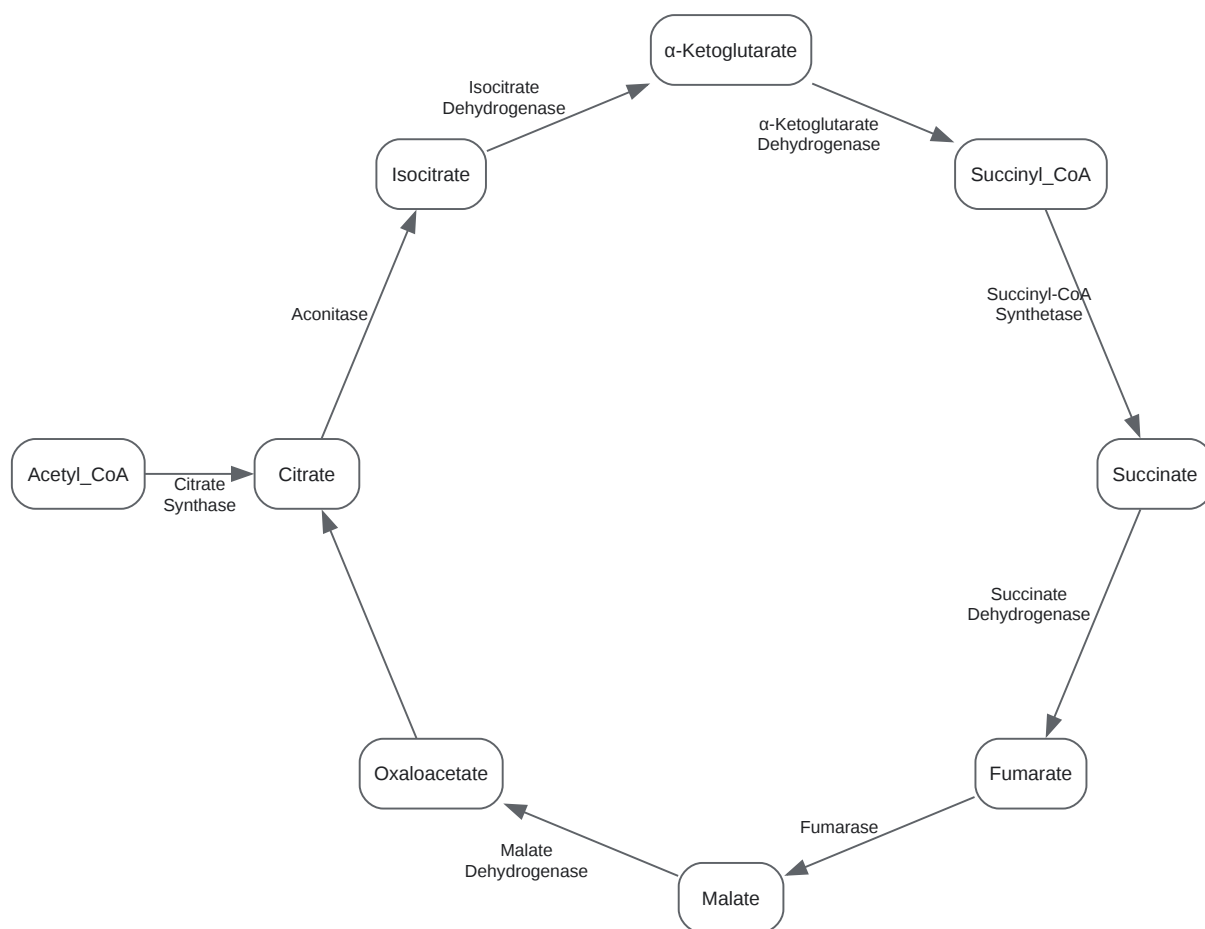 α-Ketoglutarate
Isocitrate
Dehydrogenase
α-Ketoglutarate
Dehydrogenase
Isocitrate
Succinyl_CoA
Aconitase
Succinyl-CoA
Synthetase
Acetyl_CoA
Citrate
Synthase
Citrate
Succinate
Succinate
Dehydrogenase
Oxaloacetate
Fumarate
Fumarase
Malate
Dehydrogenase
Malate